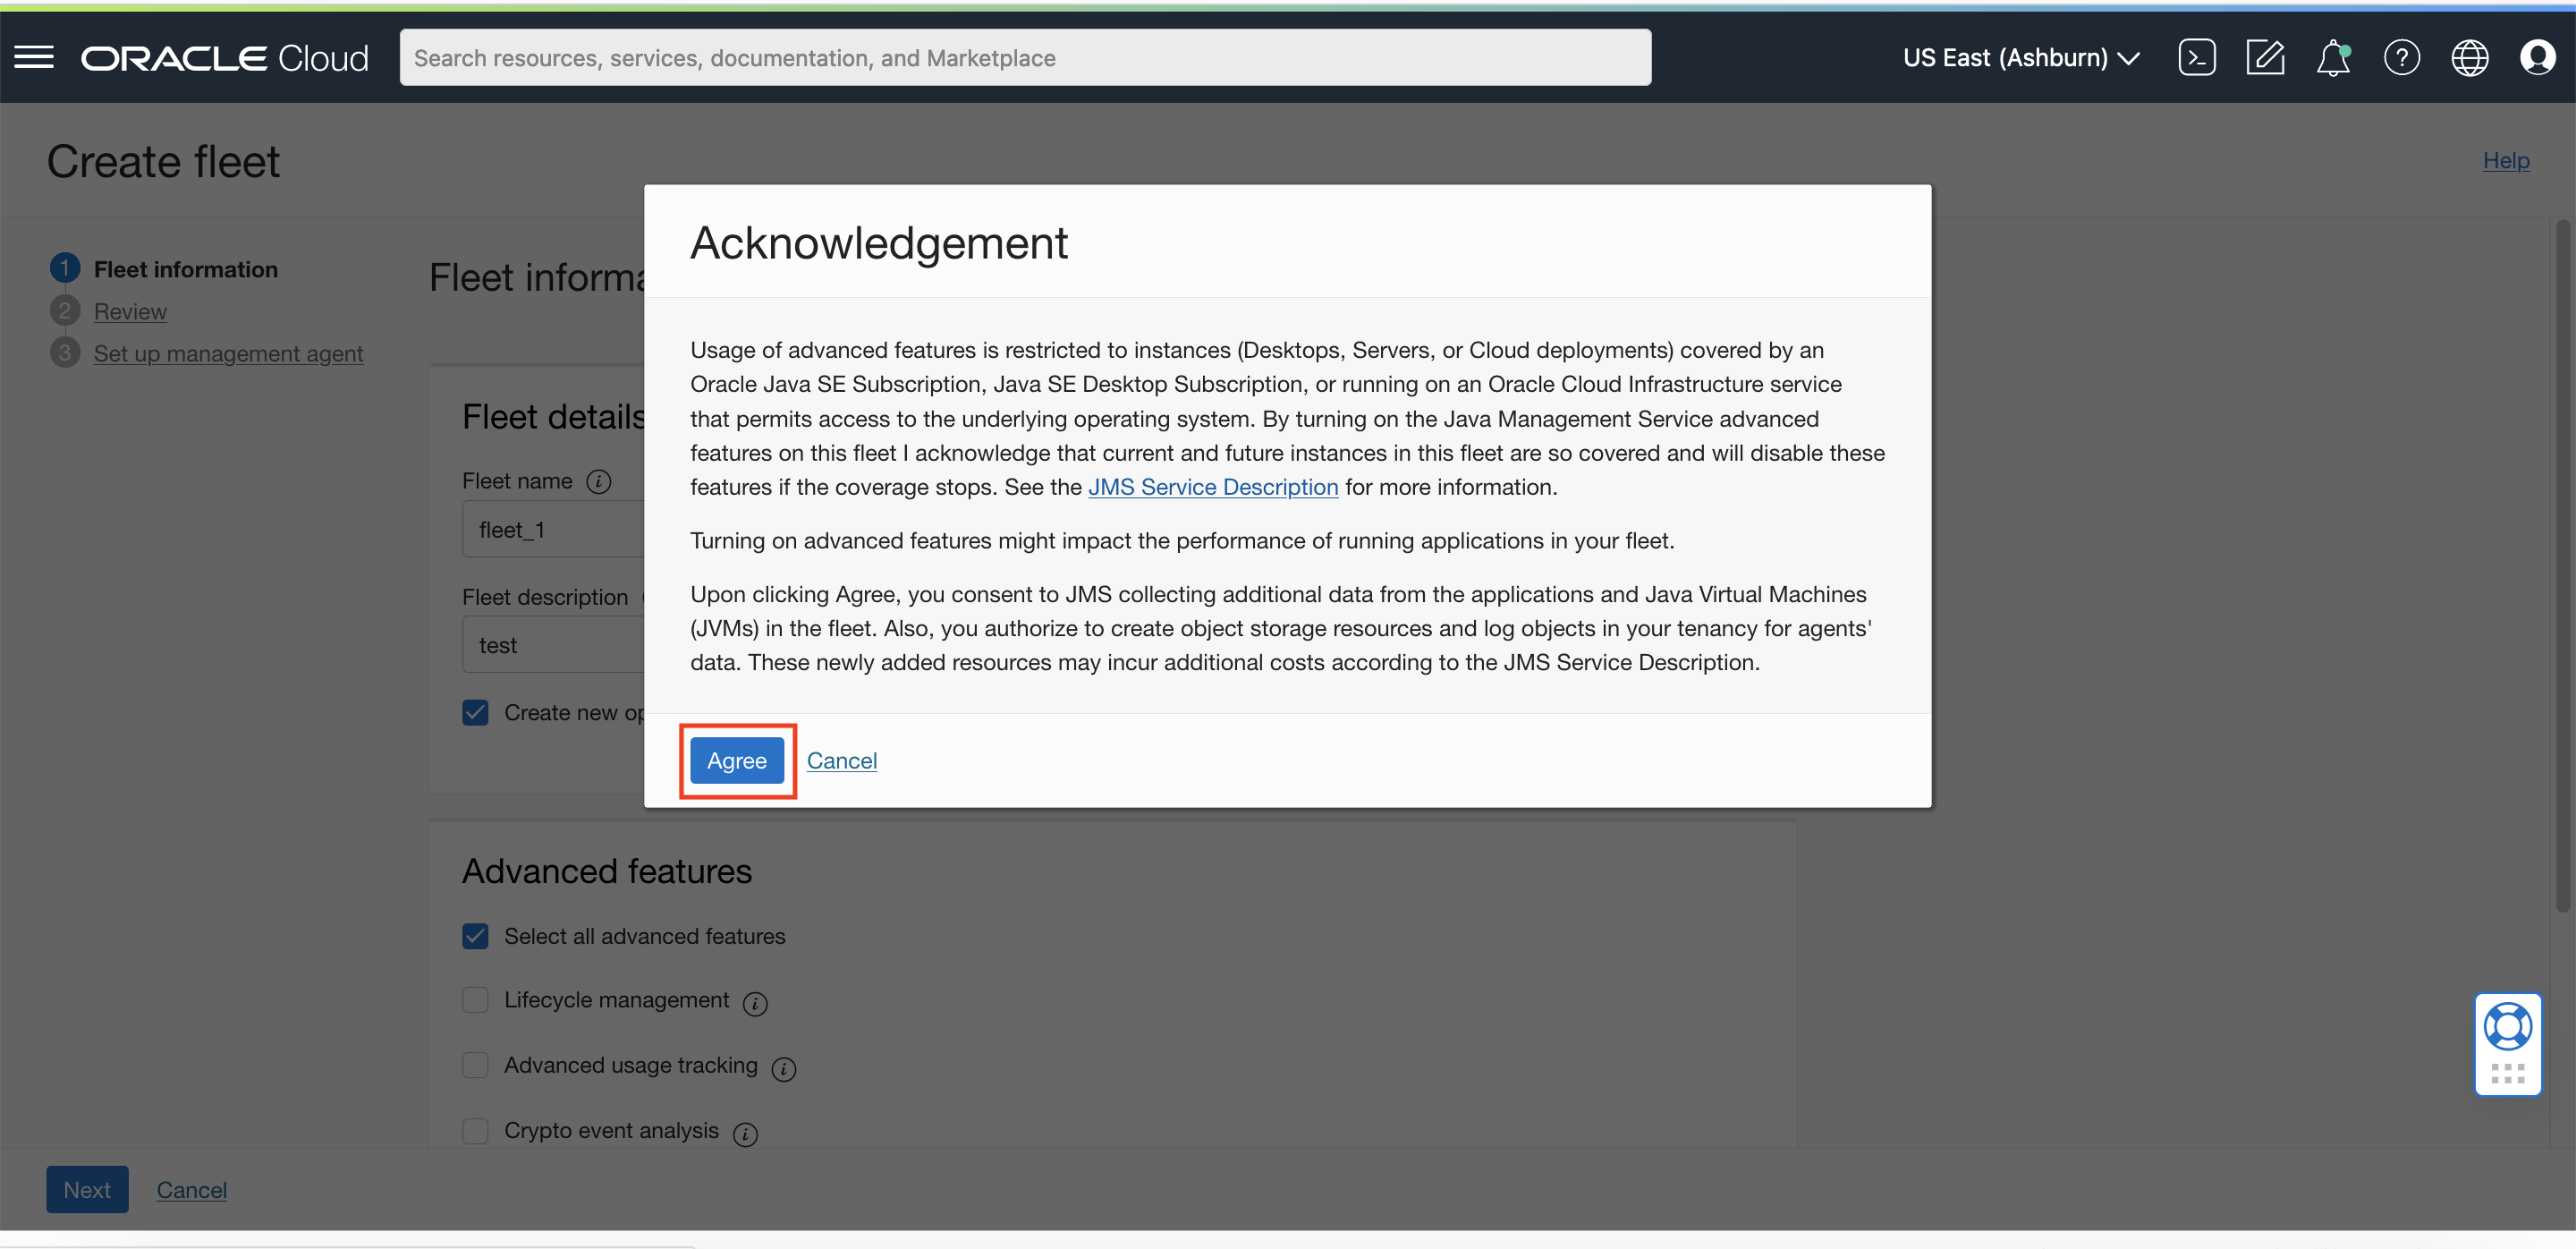 ORACLE Cloud
Search resources, services, documentation, and Marketplace
US East (Ashburn)
Create fleet
Help
1 Fleet information
2 Review
3 Set up management agent
Fleet informa
Fleet details
Fleet name
fleet_1
Fleet description
test
Create new op
Acknowledgement
Usage of advanced features is restricted to instances (Desktops, Servers, or Cloud deployments) covered by an
Oracle Java SE Subscription, Java SE Desktop Subscription, or running on an Oracle Cloud Infrastructure service
that permits access to the underlying operating system. By turning on the Java Management Service advanced
features on this fleet I acknowledge that current and future instances in this fleet are so covered and will disable these
features if the coverage stops. See the JMS Service Description for more information.
Turning on advanced features might impact the performance of running applications in your fleet.
Upon clicking Agree, you consent to JMS collecting additional data from the applications and Java Virtual Machines
(JVMs) in the fleet. Also, you authorize to create object storage resources and log objects in your tenancy for agents'
data. These newly added resources may incur additional costs according to the JMS Service Description.
Agree Cancel
Advanced features
Select all advanced features
Lifecycle management
Advanced usage tracking
Crypto event analysis
Next Cancel